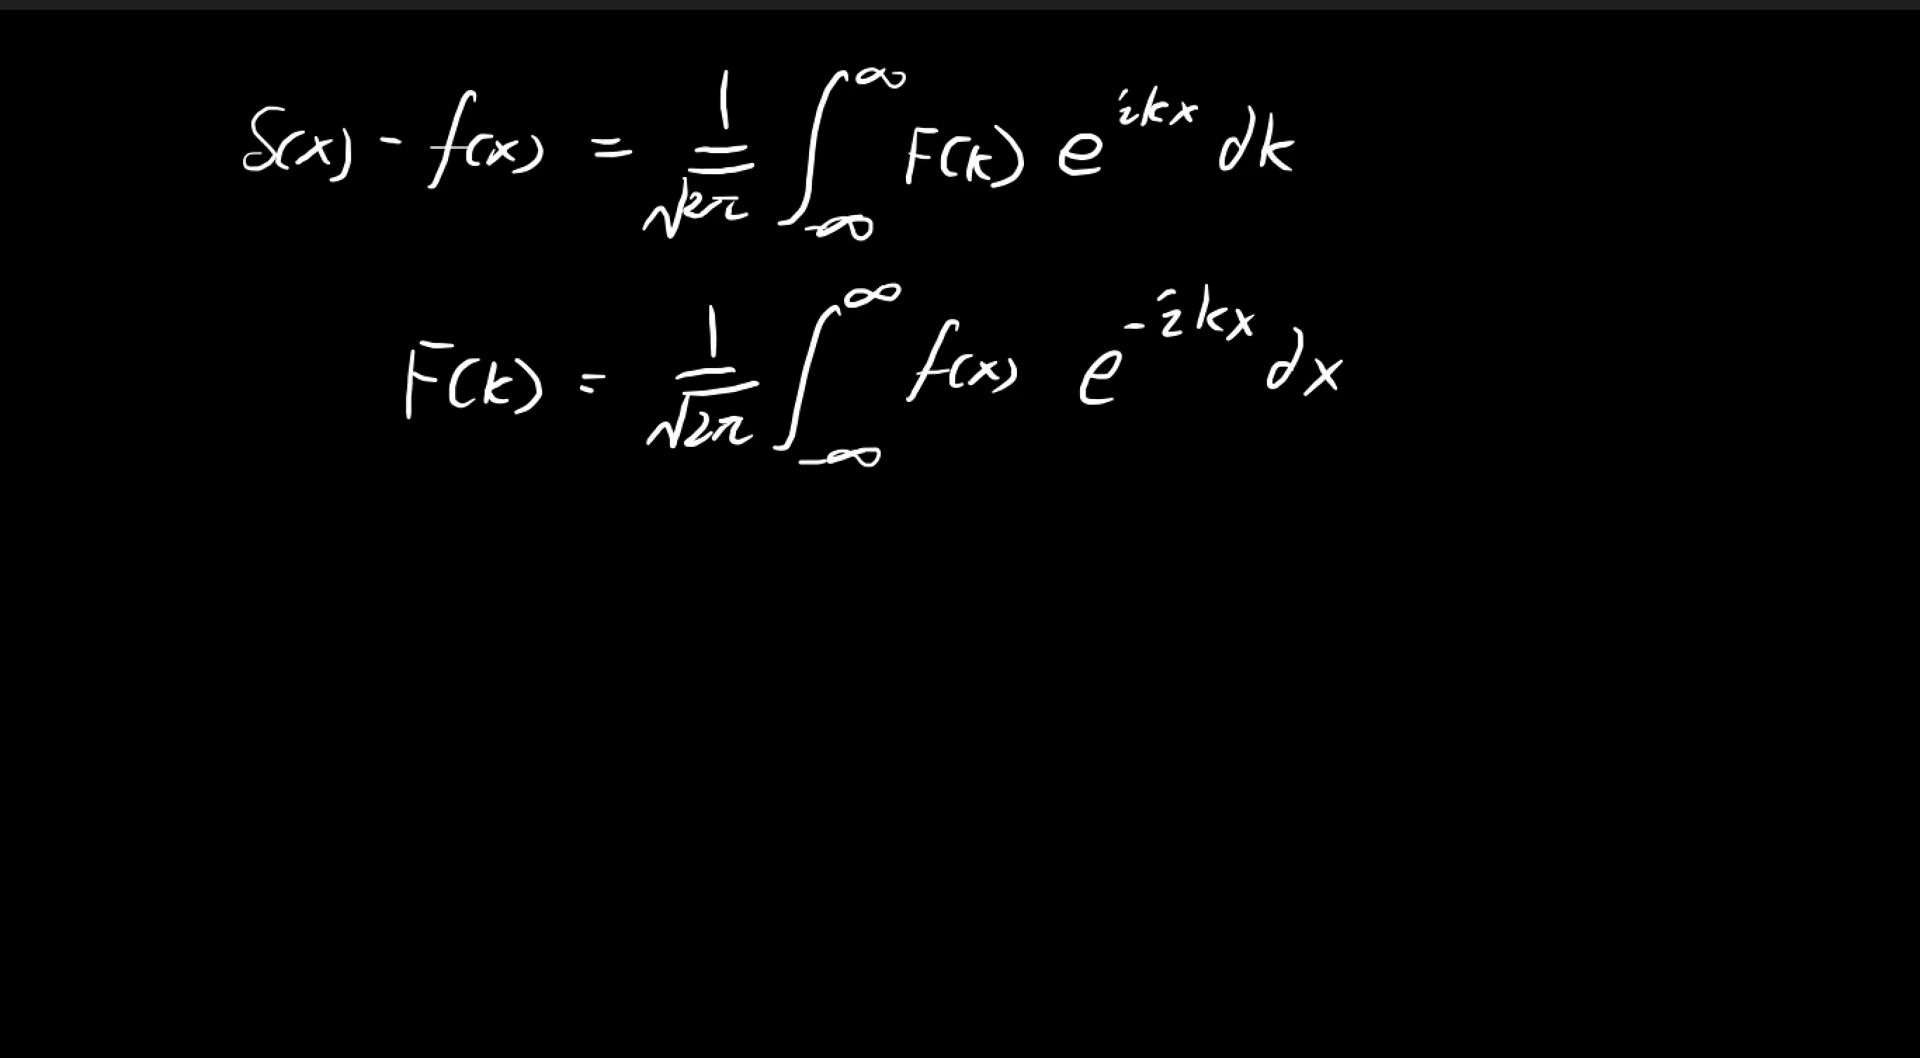 δ(x) - f(x) = 1/√2π ∫_{-∞}^{∞} F(k) e^{ikx} dk
F(k) = 1/√2π ∫_{-∞}^{∞} f(x) e^{-ikx} dx